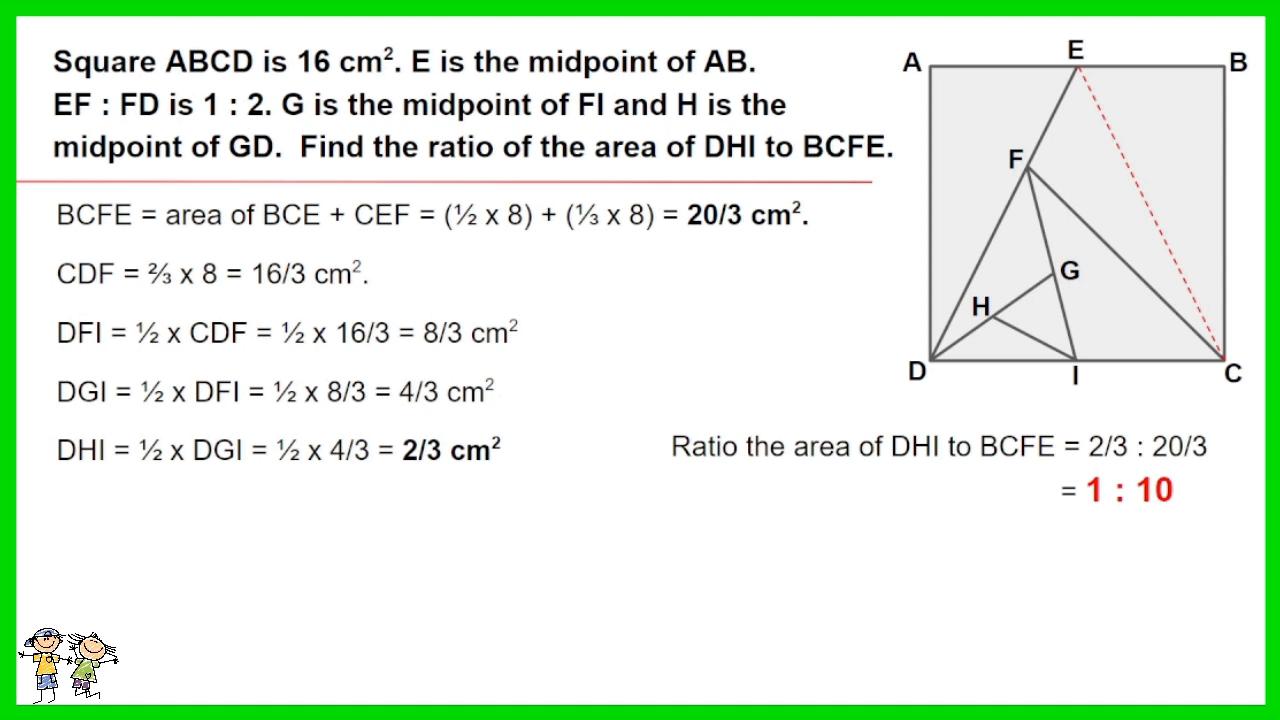 Square ABCD is 16 cm². E is the midpoint of AB.
EF : FD is 1 : 2. G is the midpoint of FI and H is the
midpoint of GD. Find the ratio of the area of DHI to BCFE.
BCFE = area of BCE + CEF = (½ x 8) + (⅓ x 8) = 20/3 cm².
CDF = ⅔ x 8 = 16/3 cm².
DFI = ½ x CDF = ½ x 16/3 = 8/3 cm²
DGI = ½ x DFI = ½ x 8/3 = 4/3 cm²
DHI = ½ x DGI = ½ x 4/3 = 2/3 cm²
A
E
B
F
G
H
D
I
C
Ratio the area of DHI to BCFE = 2/3 : 20/3
= 1 : 10